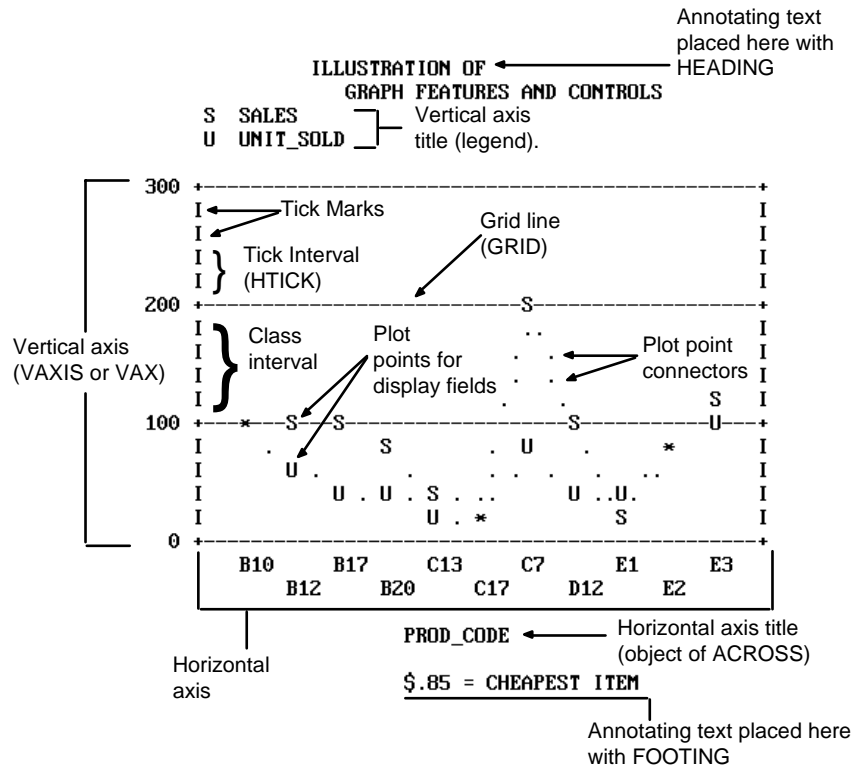 Annotating text
placed here with
HEADING
ILLUSTRATION OF
GRAPH FEATURES AND CONTROLS
S SALES
U UNIT_SOLD
Vertical axis
title (legend).
300
Tick Marks
Grid line
(GRID)
Tick Interval
(HTICK)
200
S
Class
interval
Plot
points for
display fields
Plot point
connectors
Vertical axis
(VAXIS or VAX)
S
100 * S S S U
S U *
U
U U S U U
U * S
0
B10 B17 C13 C7 E1 E3
B12 B20 C17 D12 E2
PROD_CODE
Horizontal axis title
(object of ACROSS)
Horizontal
axis
$.85 = CHEAPEST ITEM
Annotating text placed here
with FOOTING